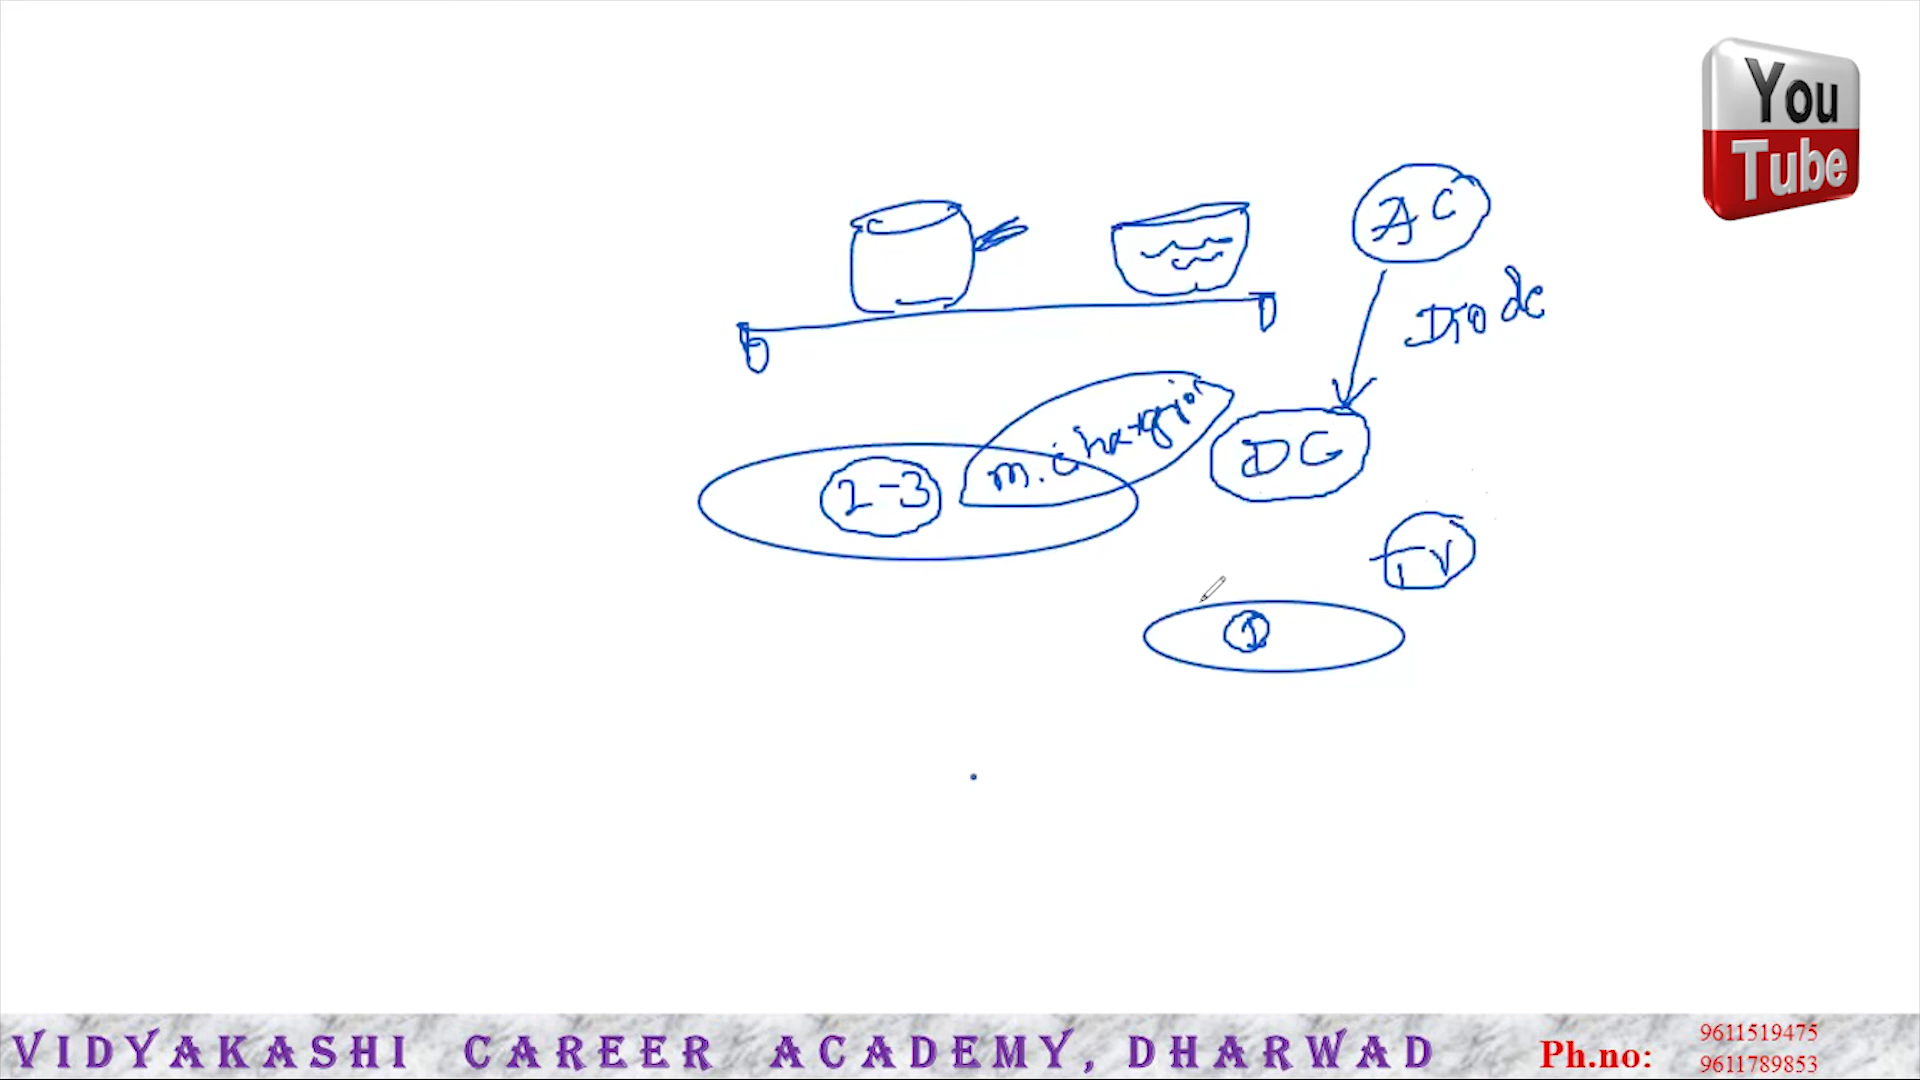 You
Tube
AC
Diode
m. charging
DC
2-3
TV
D
VIDYAKASHI CAREER ACADEMY, DHARWAD
Ph.no:
9611519475
9611789853